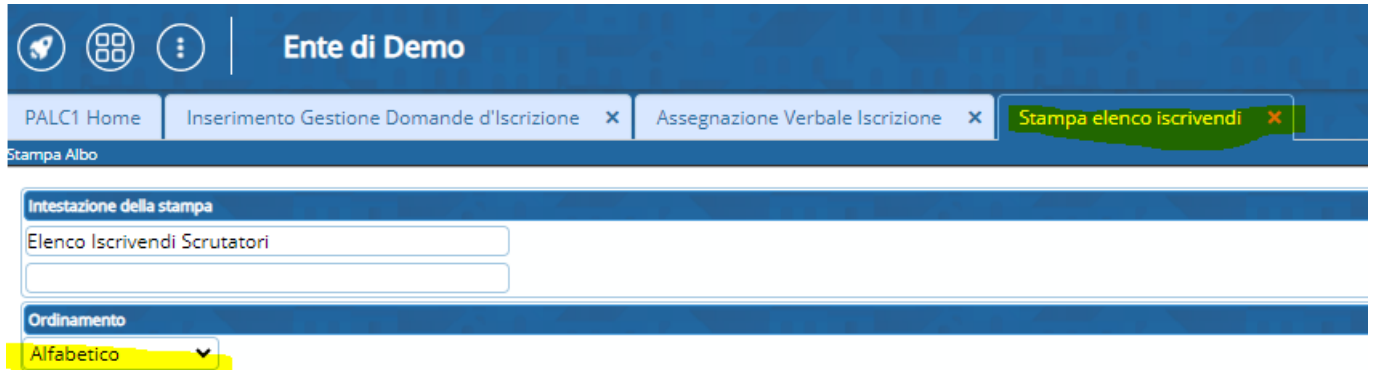 Ente di Demo
PALC1 Home Inserimento Gestione Domande d'Iscrizione × Assegnazione Verbale Iscrizione × Stampa elenco iscrivendi ×
Stampa Albo
Intestazione della stampa
Elenco Iscrivendi Scrutatori
Ordinamento
Alfabetico